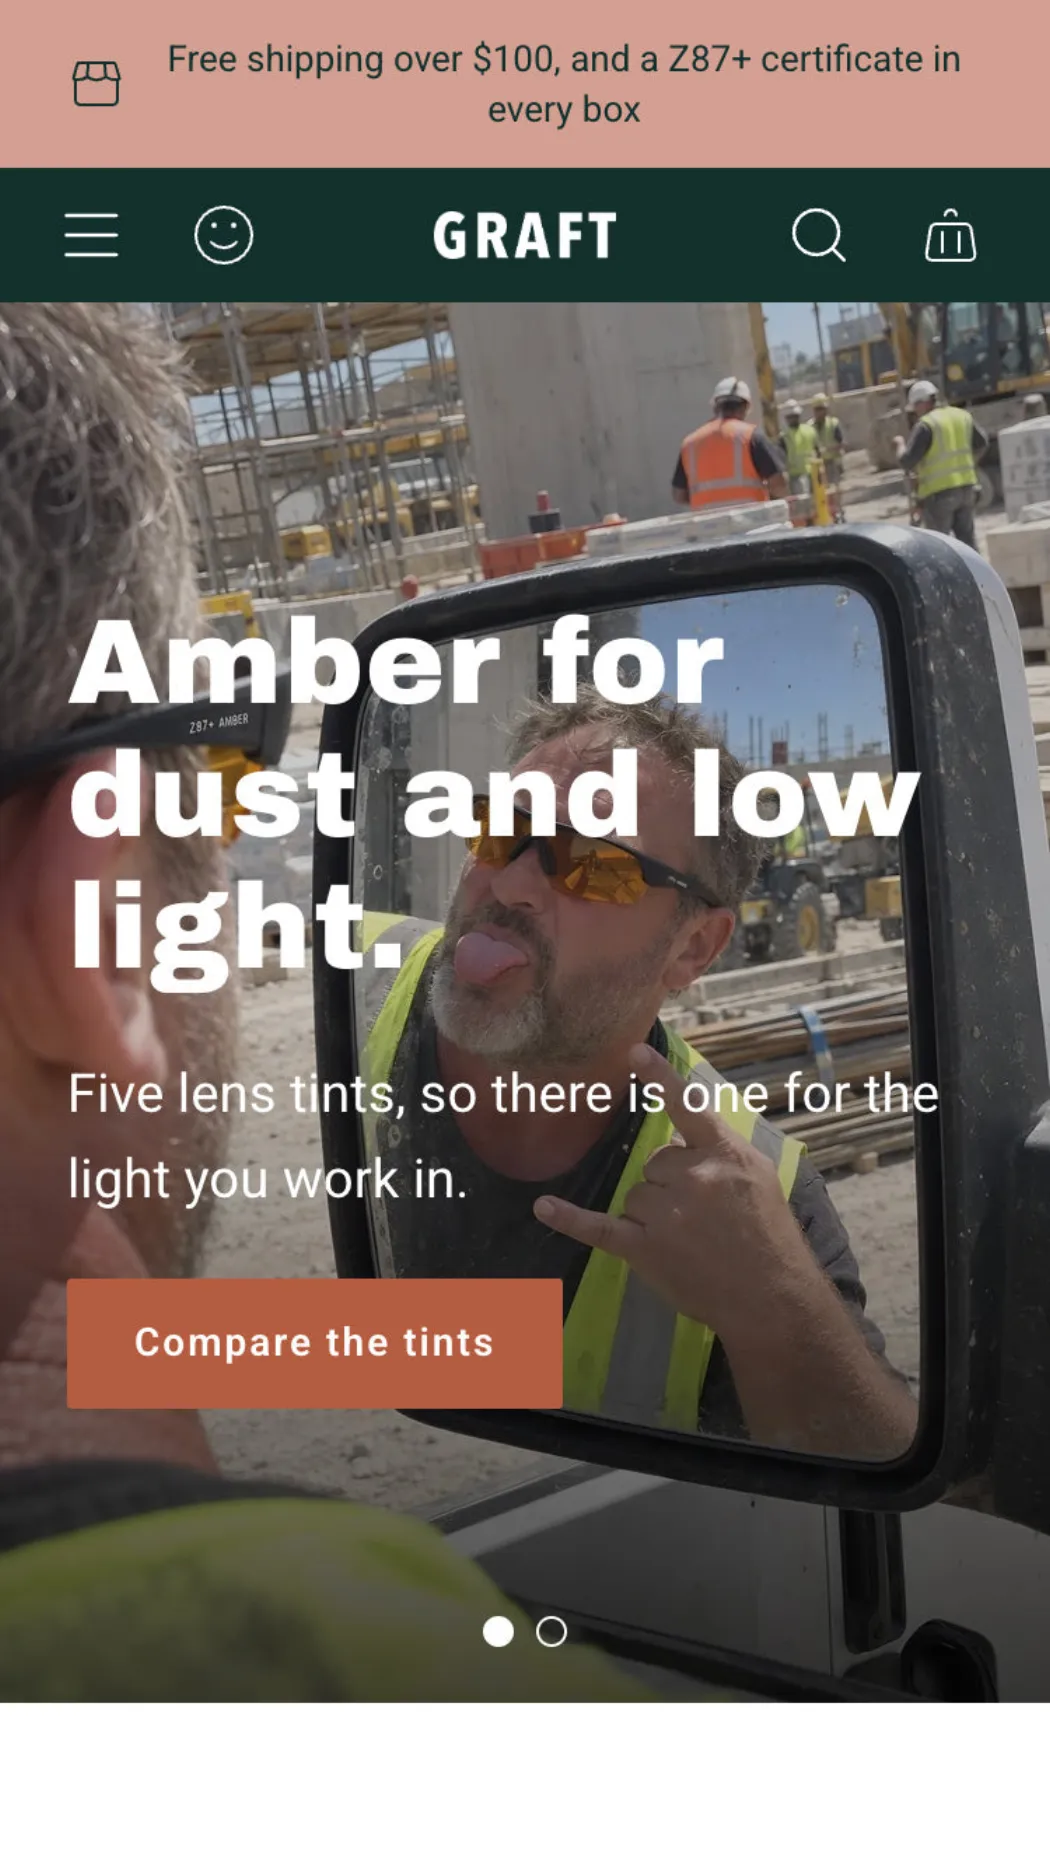 Free shipping over $100, and a Z87+ certificate in
every box
GRAFT
Amber for
Z87+ AMBER
dust and low
light.
Five lens tints, so there is one for the
light you work in.
Compare the tints